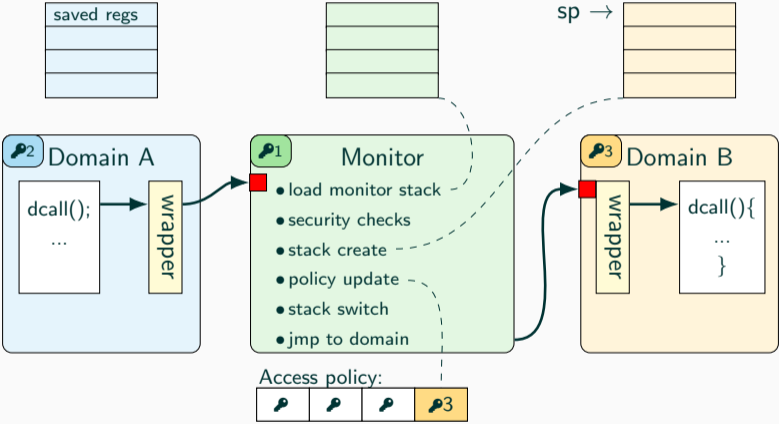 saved regs
sp →
2
Domain A
dcall();
...
wrapper
1
Monitor
• load monitor stack
• security checks
• stack create
• policy update
• stack switch
• jmp to domain
3
Domain B
wrapper
dcall(){
...
}
Access policy:
3